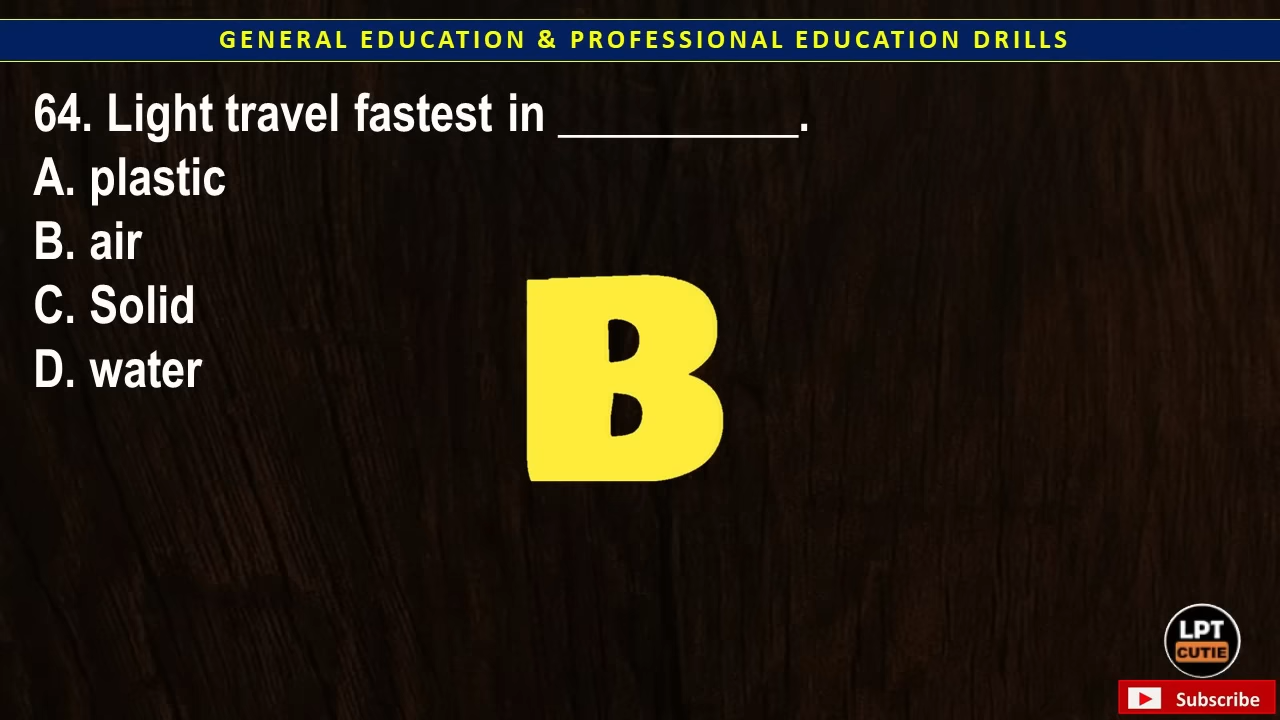 GENERAL EDUCATION & PROFESSIONAL EDUCATION DRILLS
64. Light travel fastest in __________.
A. plastic
B. air
C. Solid
D. water
B
LPT
CUTIE
Subscribe